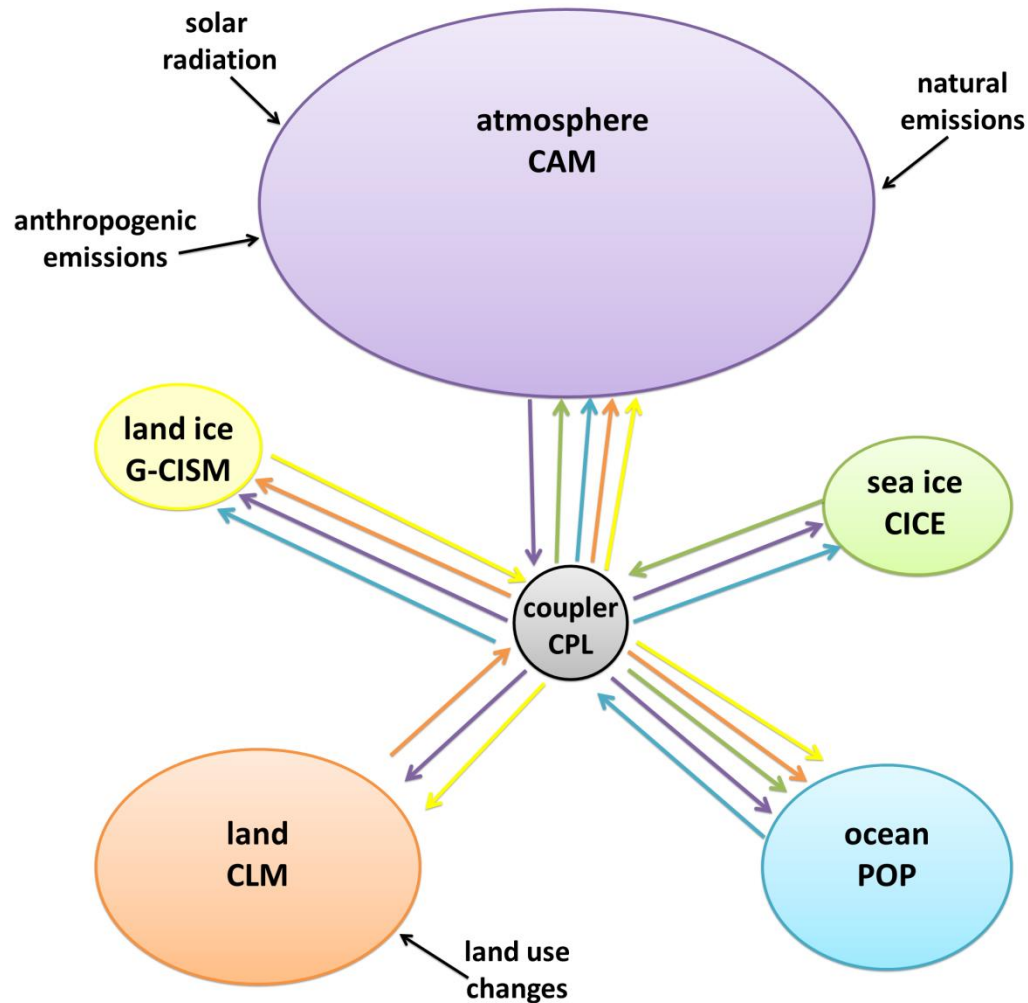 solar
radiation
atmosphere
CAM
natural
emissions
anthropogenic
emissions
land ice
G-CISM
sea ice
CICE
coupler
CPL
land
CLM
ocean
POP
land use
changes